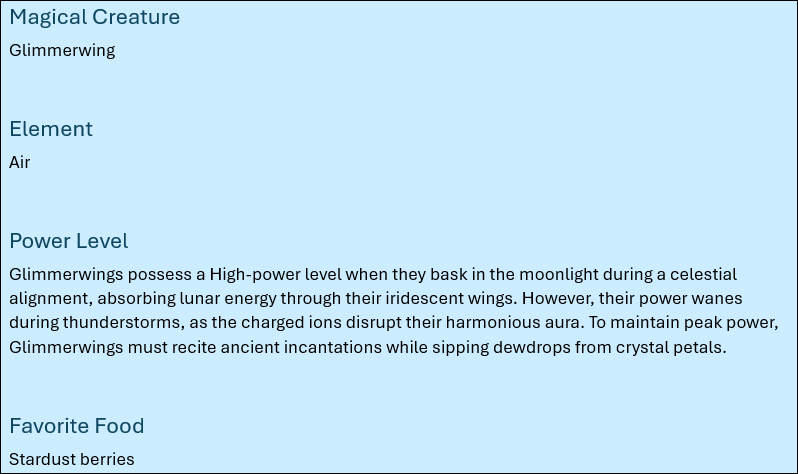 Magical Creature
Glimmerwing
Element
Air
Power Level
Glimmerwings possess a High-power level when they bask in the moonlight during a celestial
alignment, absorbing lunar energy through their iridescent wings. However, their power wanes
during thunderstorms, as the charged ions disrupt their harmonious aura. To maintain peak power,
Glimmerwings must recite ancient incantations while sipping dewdrops from crystal petals.
Favorite Food
Stardust berries